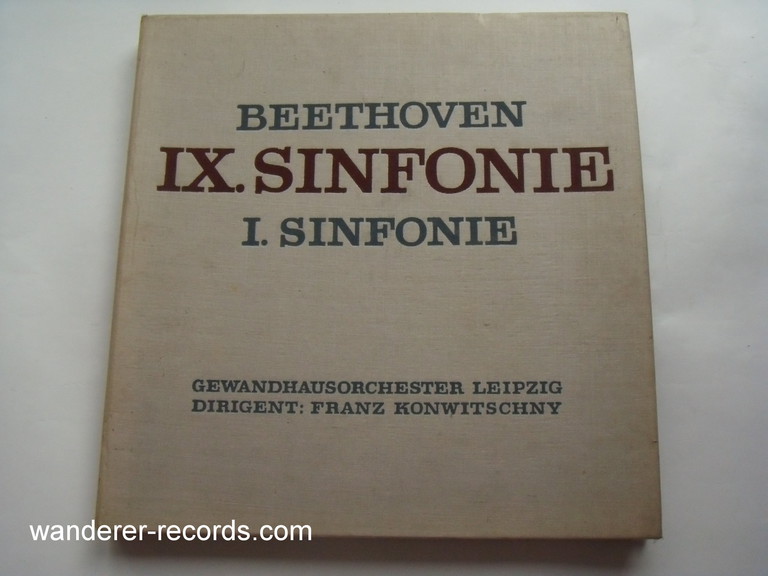 BEETHOVEN
IX. SINFONIE
I. SINFONIE
GEWANDHAUSORCHESTER LEIPZIG
DIRIGENT: FRANZ KONWITSCHNY
wanderer-records.com